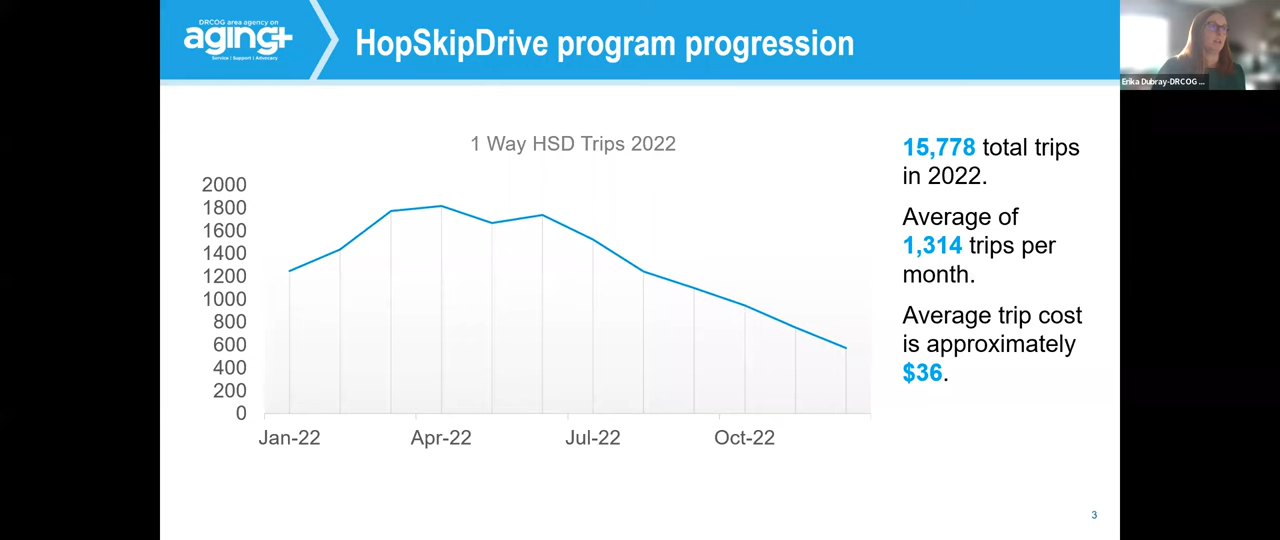 DRCOG area agency on
aging+
Service | Support | Advocacy
HopSkipDrive program progression
Erika Dubray-DRCOG ...
1 Way HSD Trips 2022
2000
1800
1600
1400
1200
1000
800
600
400
200
0
Jan-22
Apr-22
Jul-22
Oct-22
15,778 total trips
in 2022.
Average of
1,314 trips per
month.
Average trip cost
is approximately
$36.
3